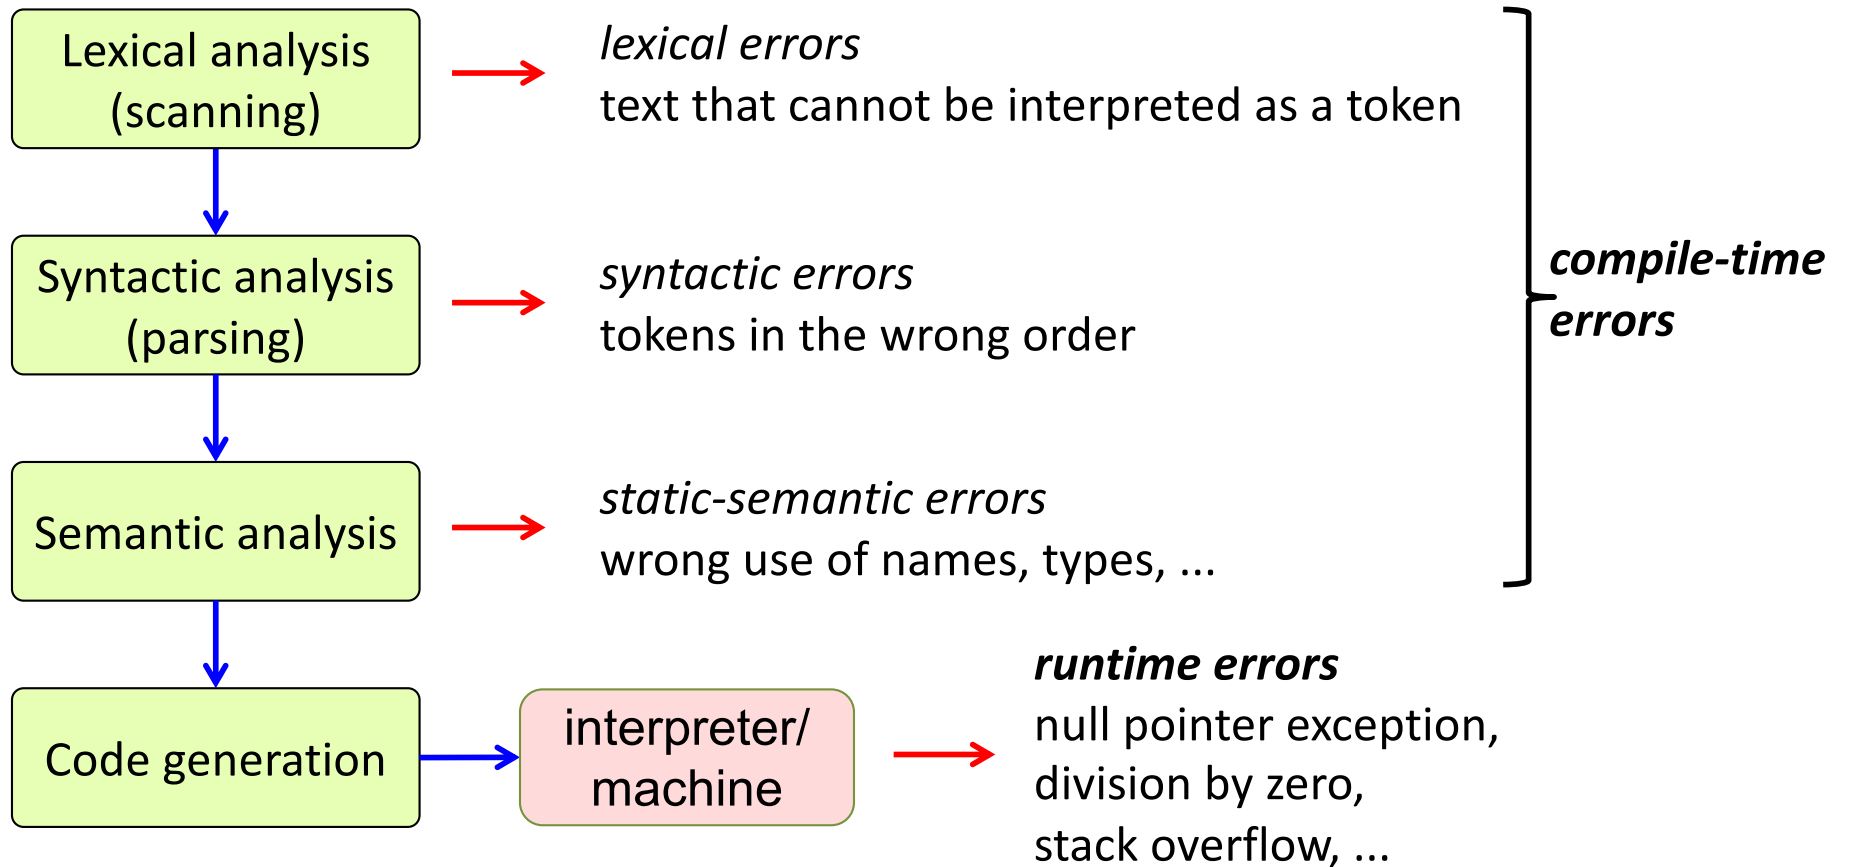 Lexical analysis
(scanning)
lexical errors
text that cannot be interpreted as a token
Syntactic analysis
(parsing)
syntactic errors
tokens in the wrong order
compile-time
errors
Semantic analysis
static-semantic errors
wrong use of names, types, ...
Code generation
interpreter/
machine
runtime errors
null pointer exception,
division by zero,
stack overflow, ...